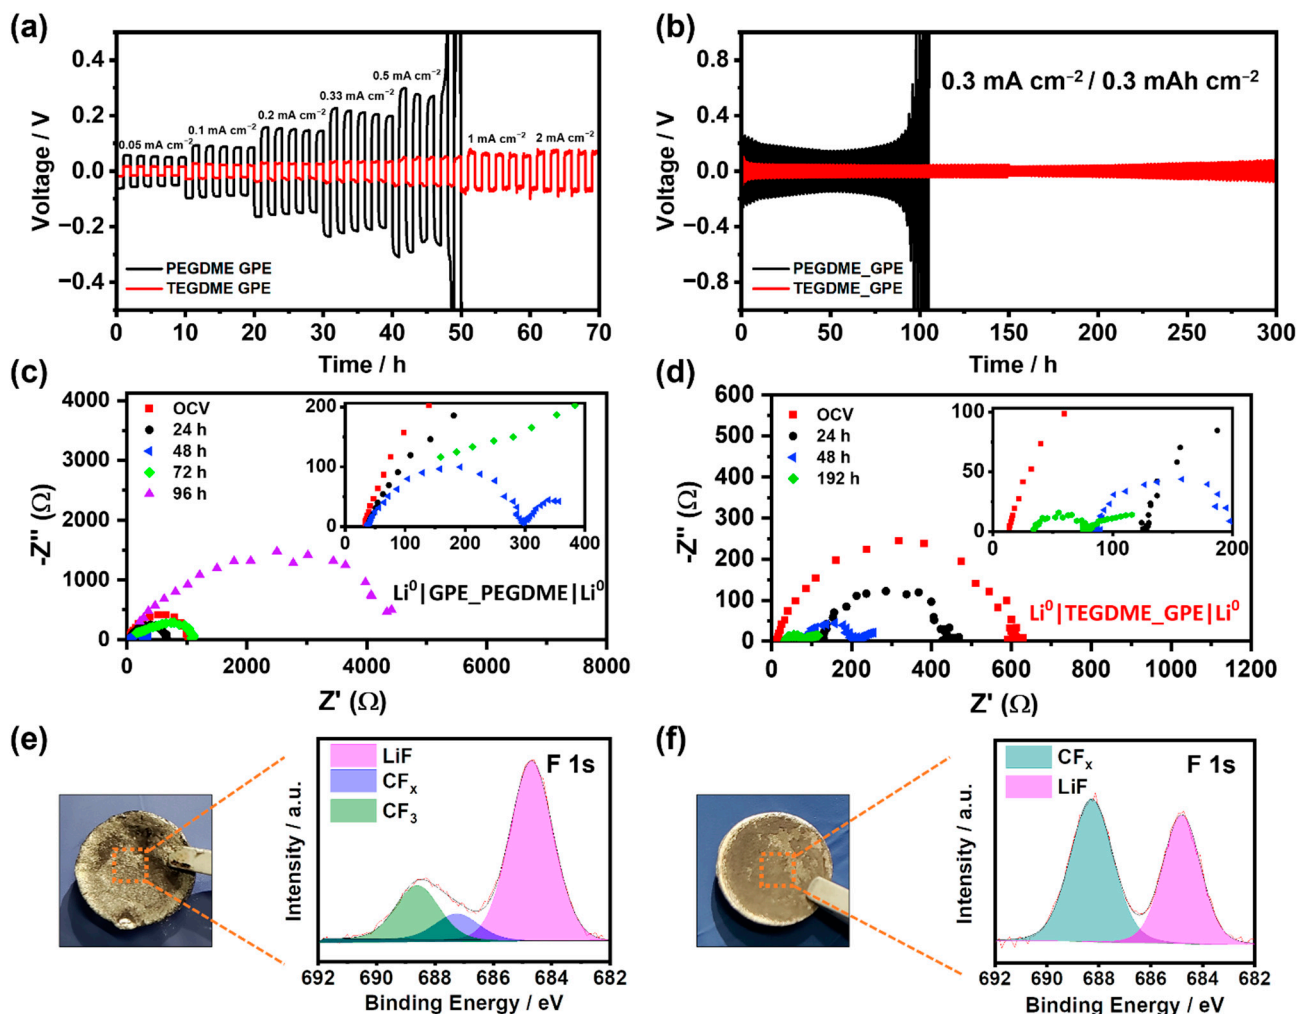 (a)
0.4
0.2
0.0
−0.2
−0.4
Voltage / V
0.05 mA cm⁻²
0.1 mA cm⁻²
0.2 mA cm⁻²
0.33 mA cm⁻²
0.5 mA cm⁻²
1 mA cm⁻²
2 mA cm⁻²
PEGDME GPE
TEGDME GPE
0 10 20 30 40 50 60 70
Time / h
(b)
0.8
0.4
0.0
−0.4
−0.8
Voltage / V
0.3 mA cm⁻² / 0.3 mAh cm⁻²
PEGDME_GPE
TEGDME_GPE
0 50 100 150 200 250 300
Time / h
(c)
4000
3000
2000
1000
0
-Z'' (Ω)
OCV
24 h
48 h
72 h
96 h
200
100
0
0 100 200 300 400
Li⁰|GPE_PEGDME|Li⁰
0 2000 4000 6000 8000
Z' (Ω)
(d)
600
500
400
300
200
100
0
-Z'' (Ω)
OCV
24 h
48 h
192 h
100
50
0
0 100 200
Li⁰|TEGDME_GPE|Li⁰
0 200 400 600 800 1000 1200
Z' (Ω)
(e)
LiF
CFₓ
CF₃
F 1s
Intensity / a.u.
692 690 688 686 684 682
Binding Energy / eV
(f)
CFₓ
LiF
F 1s
Intensity / a.u.
692 690 688 686 684 682
Binding Energy / eV